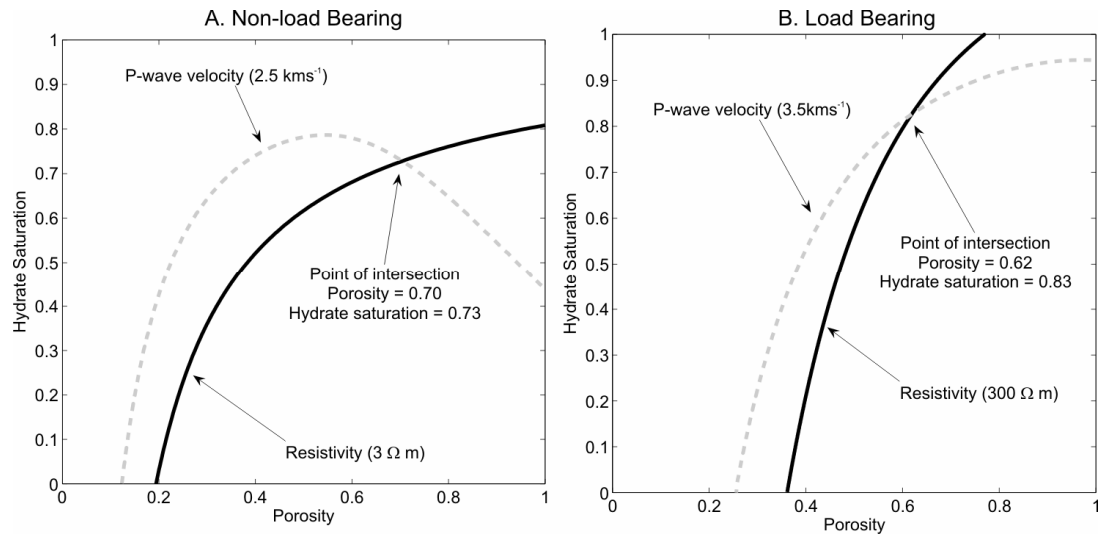 A. Non-load Bearing
1
0.9
0.8
0.7
0.6
0.5
0.4
0.3
0.2
0.1
0
Hydrate Saturation
P-wave velocity (2.5 kms⁻¹)
Point of intersection
Porosity = 0.70
Hydrate saturation = 0.73
Resistivity (3 Ω m)
0 0.2 0.4 0.6 0.8 1
Porosity
B. Load Bearing
1
0.9
0.8
0.7
0.6
0.5
0.4
0.3
0.2
0.1
0
Hydrate Saturation
P-wave velocity (3.5kms⁻¹)
Point of intersection
Porosity = 0.62
Hydrate saturation = 0.83
Resistivity (300 Ω m)
0 0.2 0.4 0.6 0.8 1
Porosity